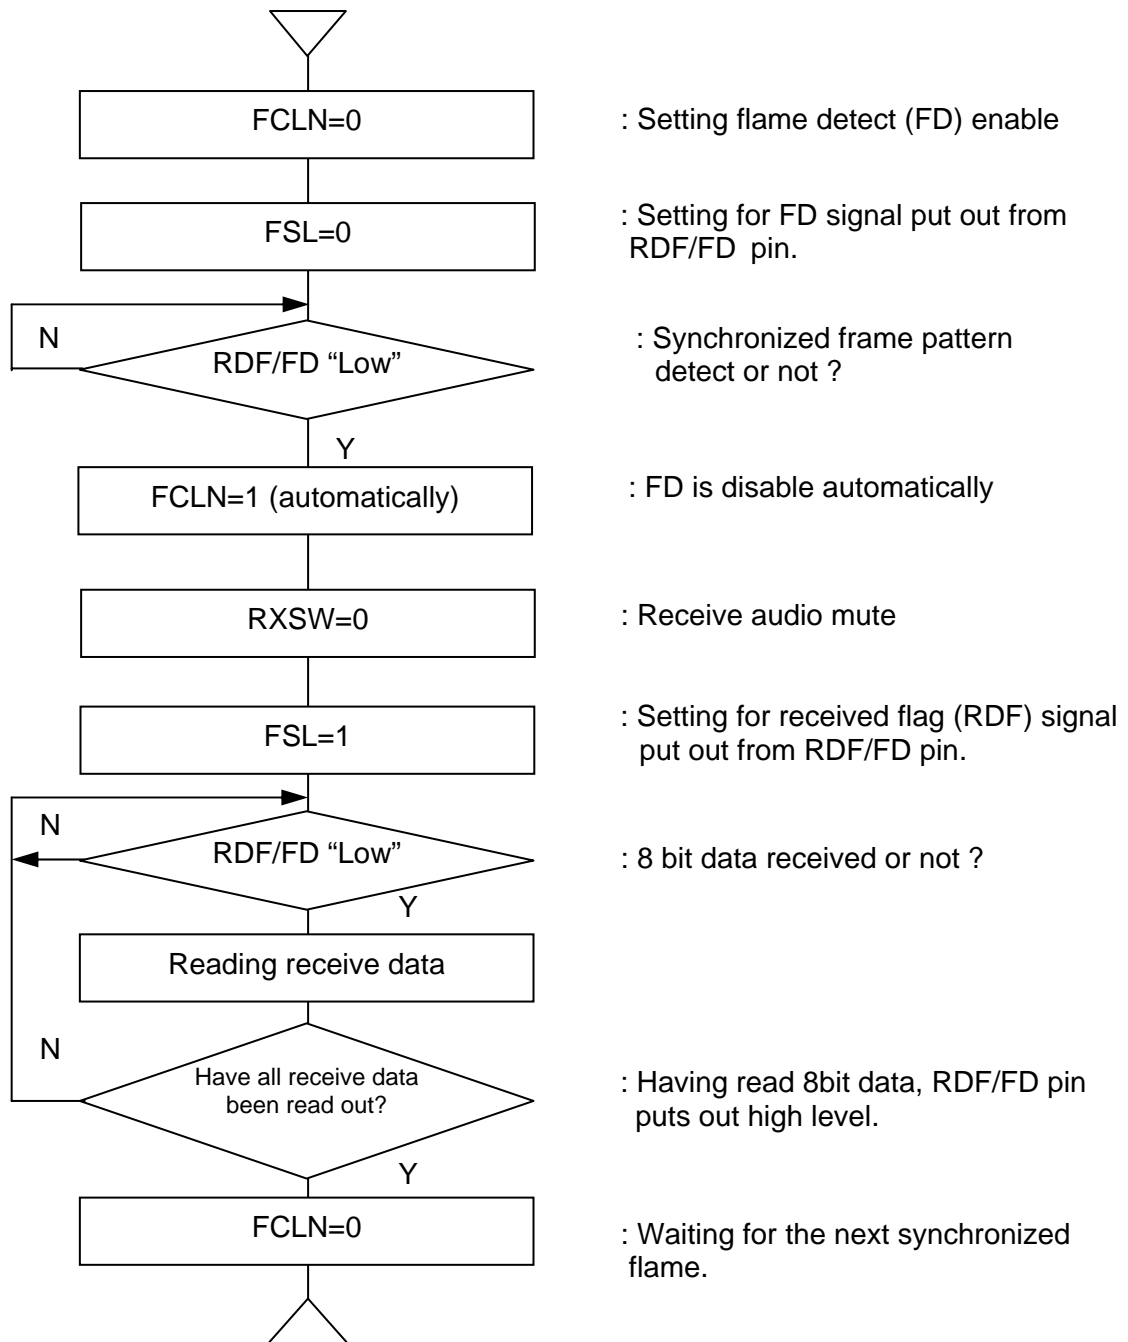 FCLN=0
: Setting flame detect (FD) enable
FSL=0
: Setting for FD signal put out from
RDF/FD pin.
N
RDF/FD “Low”
: Synchronized frame pattern
detect or not ?
Y
FCLN=1 (automatically)
: FD is disable automatically
RXSW=0
: Receive audio mute
FSL=1
: Setting for received flag (RDF) signal
put out from RDF/FD pin.
N
RDF/FD “Low”
: 8 bit data received or not ?
Y
Reading receive data
N
Have all receive data
been read out?
: Having read 8bit data, RDF/FD pin
puts out high level.
Y
FCLN=0
: Waiting for the next synchronized
flame.